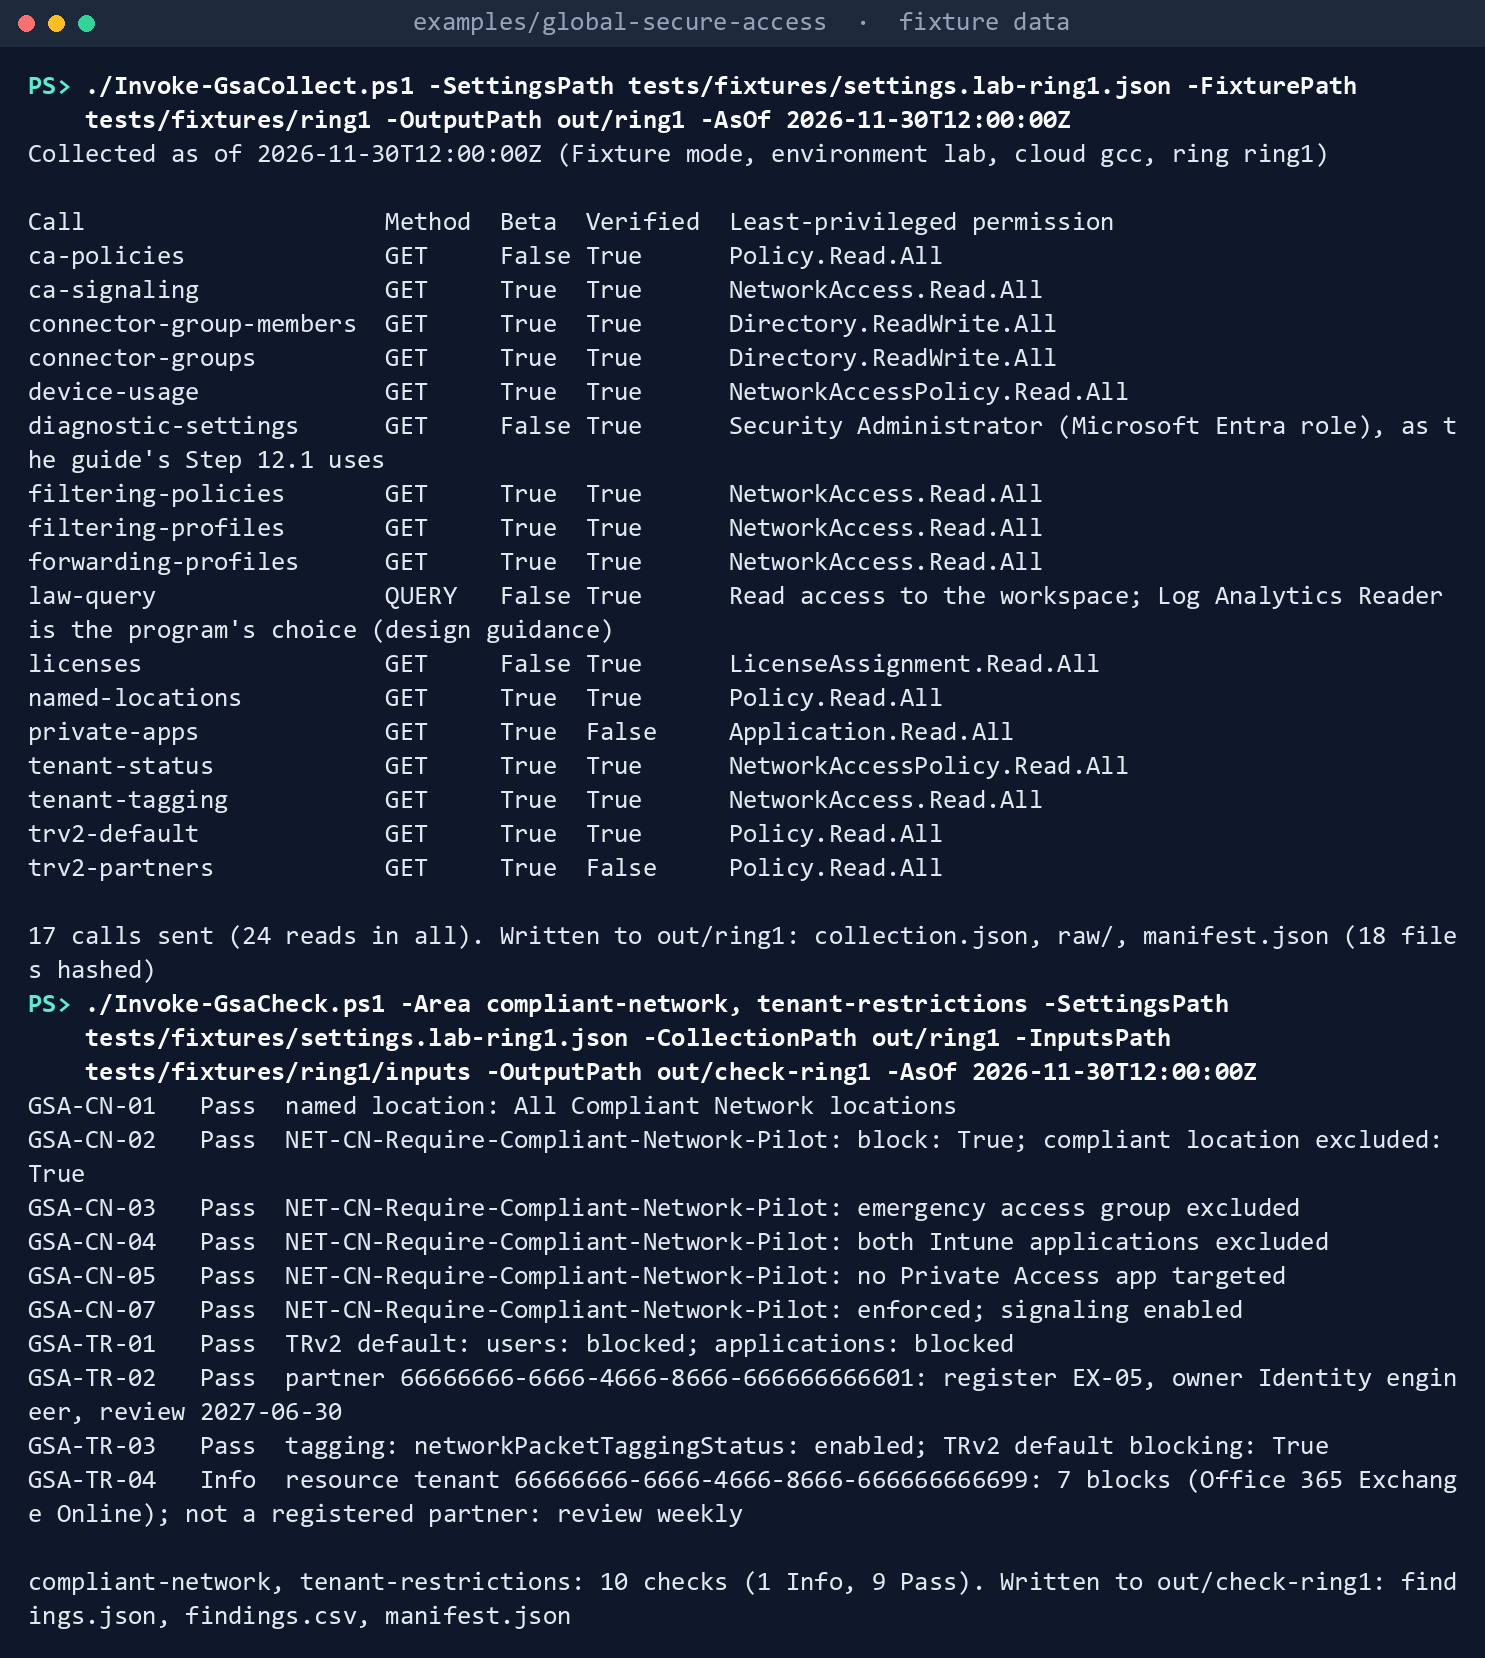 examples/global-secure-access  ·  fixture data
PS> ./Invoke-GsaCollect.ps1 -SettingsPath tests/fixtures/settings.lab-ring1.json -FixturePath
    tests/fixtures/ring1 -OutputPath out/ring1 -AsOf 2026-11-30T12:00:00Z
Collected as of 2026-11-30T12:00:00Z (Fixture mode, environment lab, cloud gcc, ring ring1)

Call                     Method  Beta  Verified  Least-privileged permission
ca-policies              GET     False True      Policy.Read.All
ca-signaling             GET     True  True      NetworkAccess.Read.All
connector-group-members  GET     True  True      Directory.ReadWrite.All
connector-groups         GET     True  True      Directory.ReadWrite.All
device-usage             GET     True  True      NetworkAccessPolicy.Read.All
diagnostic-settings      GET     False True      Security Administrator (Microsoft Entra role), as t
he guide's Step 12.1 uses
filtering-policies       GET     True  True      NetworkAccess.Read.All
filtering-profiles       GET     True  True      NetworkAccess.Read.All
forwarding-profiles      GET     True  True      NetworkAccess.Read.All
law-query                QUERY   False True      Read access to the workspace; Log Analytics Reader
is the program's choice (design guidance)
licenses                 GET     False True      LicenseAssignment.Read.All
named-locations          GET     True  True      Policy.Read.All
private-apps             GET     True  False     Application.Read.All
tenant-status            GET     True  True      NetworkAccessPolicy.Read.All
tenant-tagging           GET     True  True      NetworkAccess.Read.All
trv2-default             GET     True  True      Policy.Read.All
trv2-partners            GET     True  False     Policy.Read.All

17 calls sent (24 reads in all). Written to out/ring1: collection.json, raw/, manifest.json (18 file
s hashed)
PS> ./Invoke-GsaCheck.ps1 -Area compliant-network, tenant-restrictions -SettingsPath
    tests/fixtures/settings.lab-ring1.json -CollectionPath out/ring1 -InputsPath
    tests/fixtures/ring1/inputs -OutputPath out/check-ring1 -AsOf 2026-11-30T12:00:00Z
GSA-CN-01   Pass  named location: All Compliant Network locations
GSA-CN-02   Pass  NET-CN-Require-Compliant-Network-Pilot: block: True; compliant location excluded:
True
GSA-CN-03   Pass  NET-CN-Require-Compliant-Network-Pilot: emergency access group excluded
GSA-CN-04   Pass  NET-CN-Require-Compliant-Network-Pilot: both Intune applications excluded
GSA-CN-05   Pass  NET-CN-Require-Compliant-Network-Pilot: no Private Access app targeted
GSA-CN-07   Pass  NET-CN-Require-Compliant-Network-Pilot: enforced; signaling enabled
GSA-TR-01   Pass  TRv2 default: users: blocked; applications: blocked
GSA-TR-02   Pass  partner 66666666-6666-4666-8666-666666666601: register EX-05, owner Identity engin
eer, review 2027-06-30
GSA-TR-03   Pass  tagging: networkPacketTaggingStatus: enabled; TRv2 default blocking: True
GSA-TR-04   Info  resource tenant 66666666-6666-4666-8666-666666666699: 7 blocks (Office 365 Exchang
e Online); not a registered partner: review weekly

compliant-network, tenant-restrictions: 10 checks (1 Info, 9 Pass). Written to out/check-ring1: find
ings.json, findings.csv, manifest.json